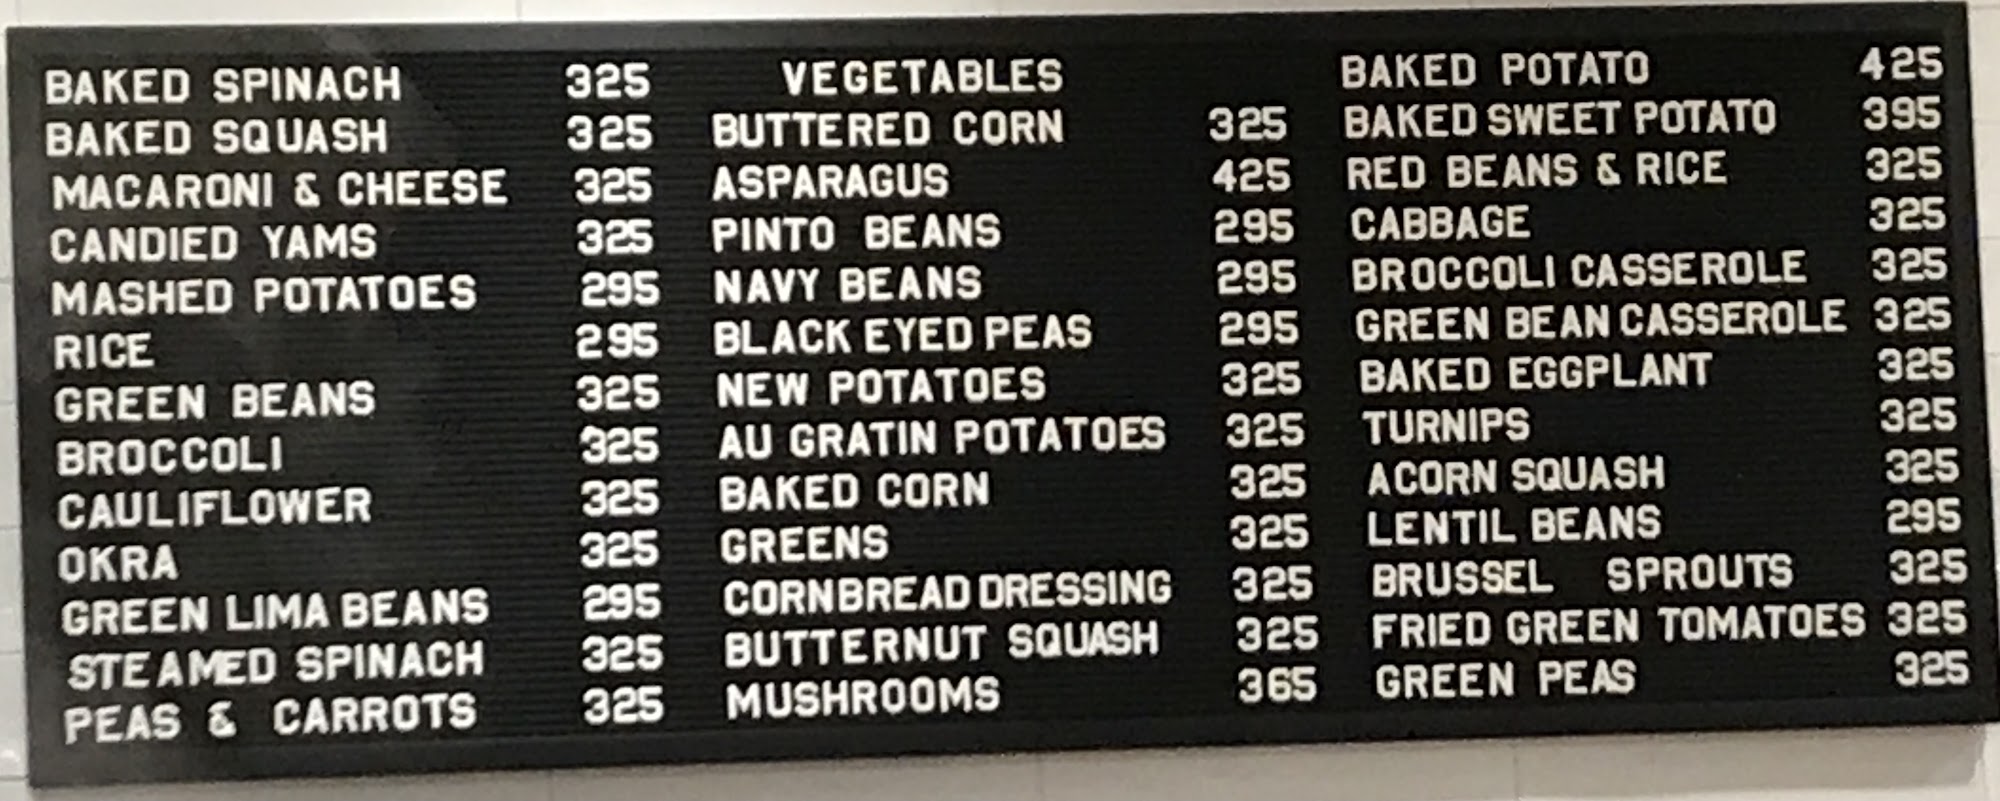 BAKED SPINACH 325
BAKED SQUASH 325
MACARONI & CHEESE 325
CANDIED YAMS 325
MASHED POTATOES 295
RICE 295
GREEN BEANS 325
BROCCOLI 325
CAULIFLOWER 325
OKRA 325
GREEN LIMA BEANS 295
STEAMED SPINACH 325
PEAS & CARROTS 325
VEGETABLES
BUTTERED CORN 325
ASPARAGUS 425
PINTO BEANS 295
NAVY BEANS 295
BLACK EYED PEAS 295
NEW POTATOES 325
AU GRATIN POTATOES 325
BAKED CORN 325
GREENS 325
CORNBREAD DRESSING 325
BUTTERNUT SQUASH 325
MUSHROOMS 365
BAKED POTATO 425
BAKED SWEET POTATO 395
RED BEANS & RICE 325
CABBAGE 325
BROCCOLI CASSEROLE 325
GREEN BEAN CASSEROLE 325
BAKED EGGPLANT 325
TURNIPS 325
ACORN SQUASH 325
LENTIL BEANS 295
BRUSSEL SPROUTS 325
FRIED GREEN TOMATOES 325
GREEN PEAS 325